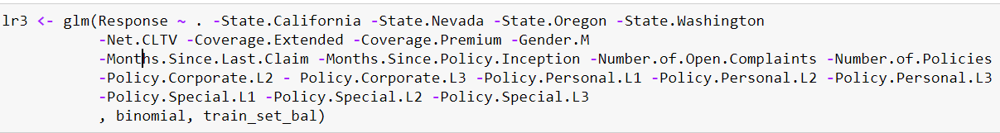 lr3 <- glm(Response ~ . -State.California -State.Nevada -State.Oregon -State.Washington
-Net.CLTV -Coverage.Extended -Coverage.Premium -Gender.M
-Months.Since.Last.Claim -Months.Since.Policy.Inception -Number.of.Open.Complaints -Number.of.Policies
-Policy.Corporate.L2 - Policy.Corporate.L3 -Policy.Personal.L1 -Policy.Personal.L2 -Policy.Personal.L3
-Policy.Special.L1 -Policy.Special.L2 -Policy.Special.L3
, binomial, train_set_bal)